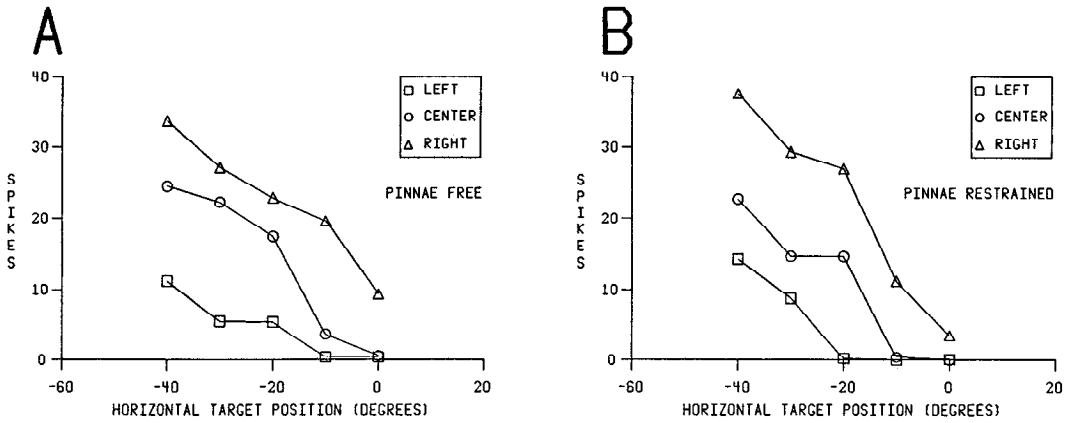 A
40
30
20
10
0
SPIKES
-60
-40
-20
0
20
HORIZONTAL TARGET POSITION (DEGREES)
LEFT
CENTER
RIGHT
PINNAE FREE
B
40
30
20
10
0
SPIKES
-60
-40
-20
0
20
HORIZONTAL TARGET POSITION (DEGREES)
LEFT
CENTER
RIGHT
PINNAE RESTRAINED